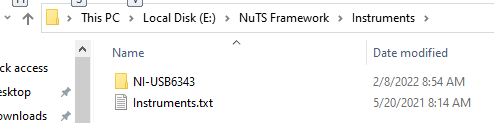 This PC > Local Disk (E:) > NuTS Framework > Instruments >
Name Date modified
ck access
NI-USB6343 2/8/2022 8:54 AM
esktop
Instruments.txt 5/20/2021 8:14 AM
ownloads